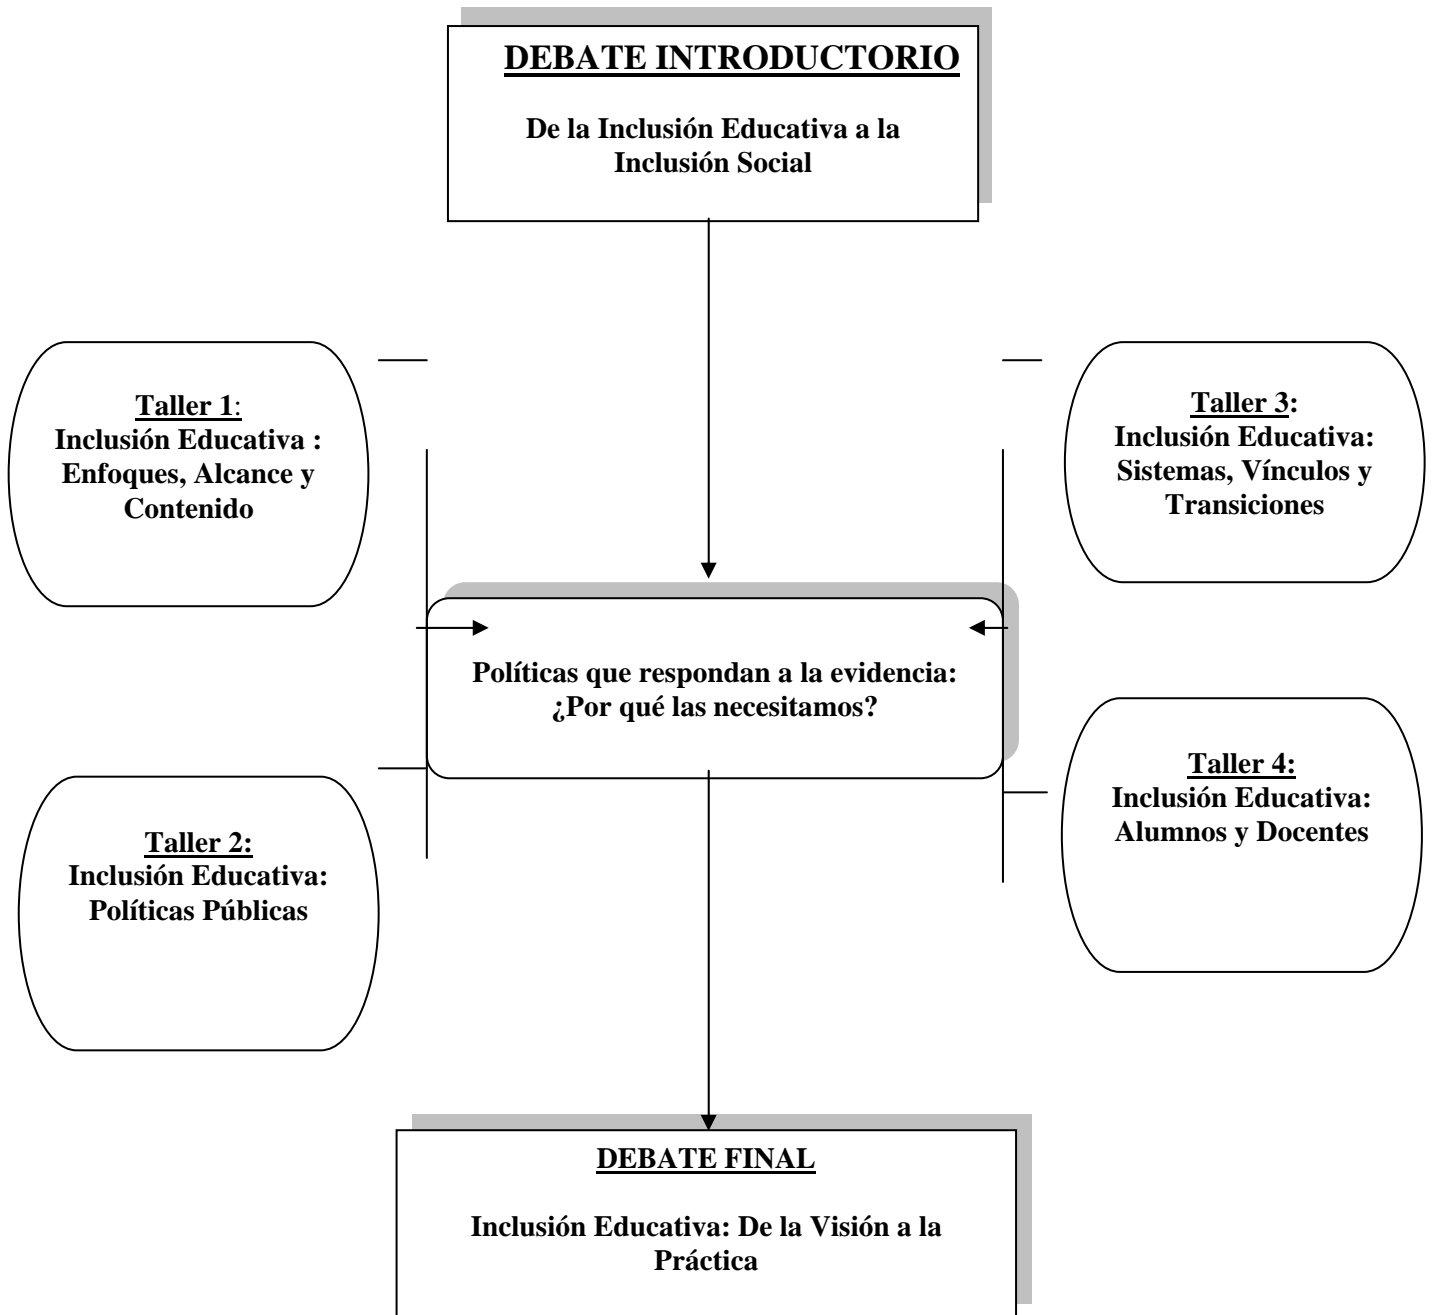 DEBATE INTRODUCTORIO
De la Inclusión Educativa a la
Inclusión Social
Taller 1:
Inclusión Educativa :
Enfoques, Alcance y
Contenido
Taller 3:
Inclusión Educativa:
Sistemas, Vínculos y
Transiciones
Políticas que respondan a la evidencia:
¿Por qué las necesitamos?
Taller 2:
Inclusión Educativa:
Políticas Públicas
Taller 4:
Inclusión Educativa:
Alumnos y Docentes
DEBATE FINAL
Inclusión Educativa: De la Visión a la
Práctica